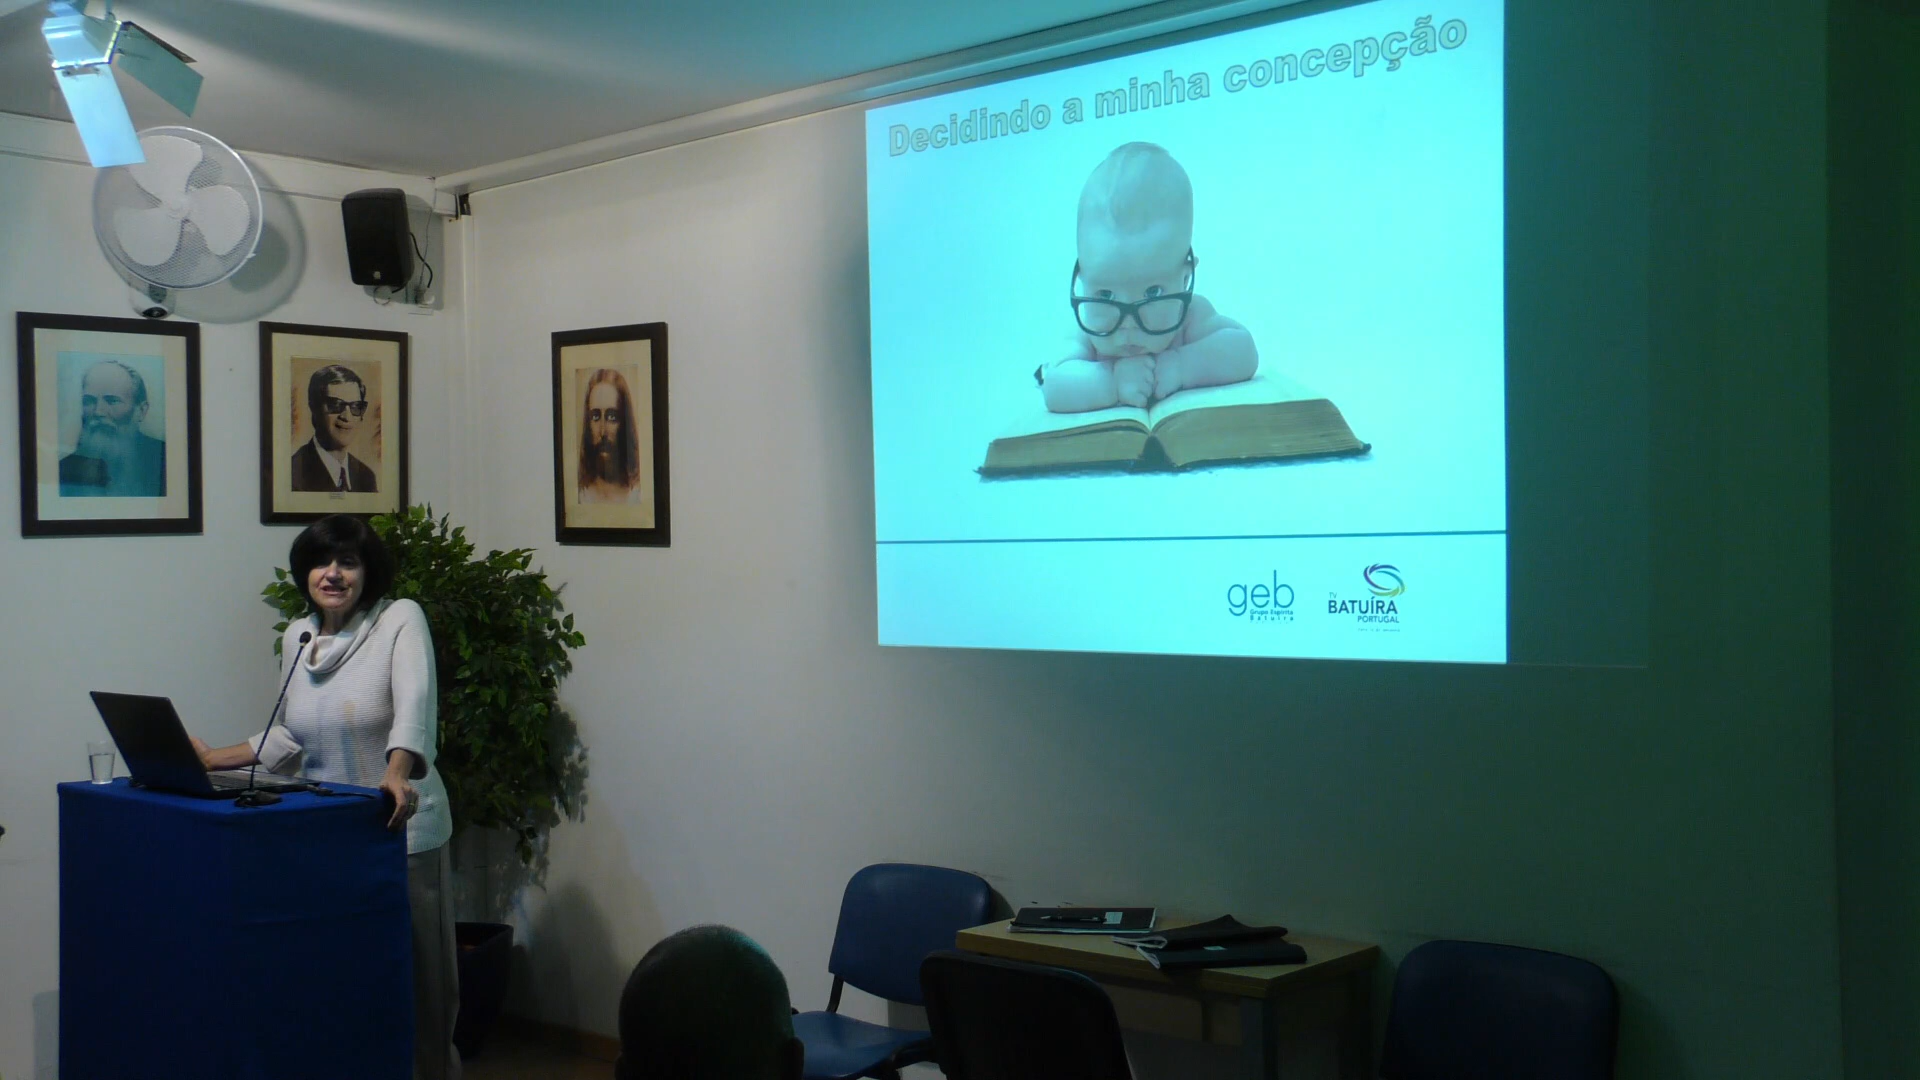 Decidindo a minha concepção
geb
Grupo Espírita
Batuíra
TV
BATUÍRA
PORTUGAL